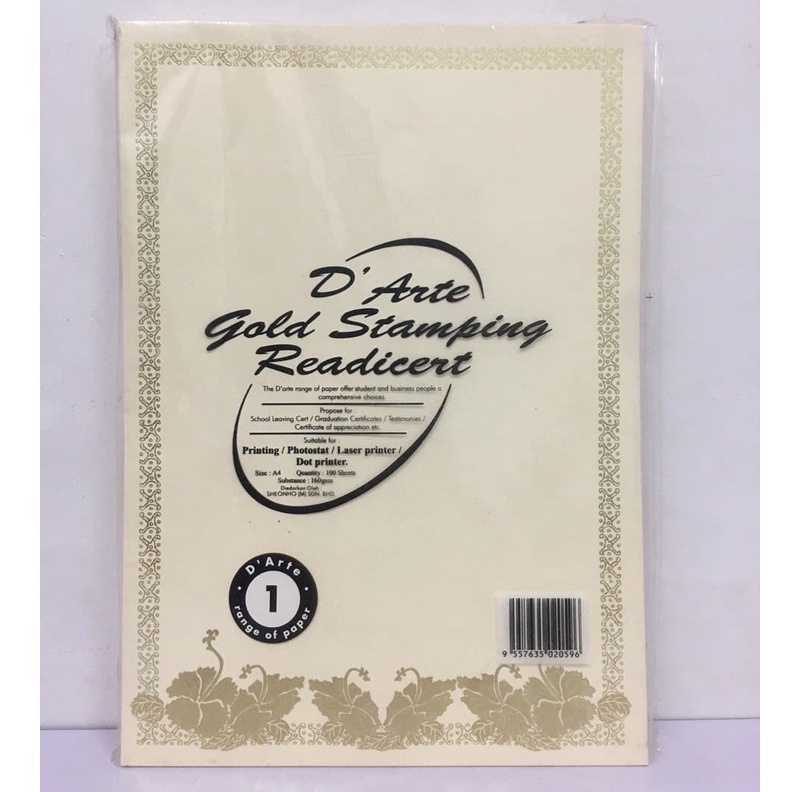 D'Arte
Gold Stamping
Readicert
The D'arte range of paper offer student and business people a
comprehensive choices
Propose for :
School Leaving Cert / Graduation Certificates / Testimonies /
Certificate of appreciation etc.
Suitable for :
Printing / Photostat / Laser printer /
Dot printer.
Size : A4 Quantity : 100 Sheets
Substance : 160gms
Diedarkan Oleh
SHEONHO (M) SDN. BHD.
D'Arte
1
range of paper
9 557635 020596